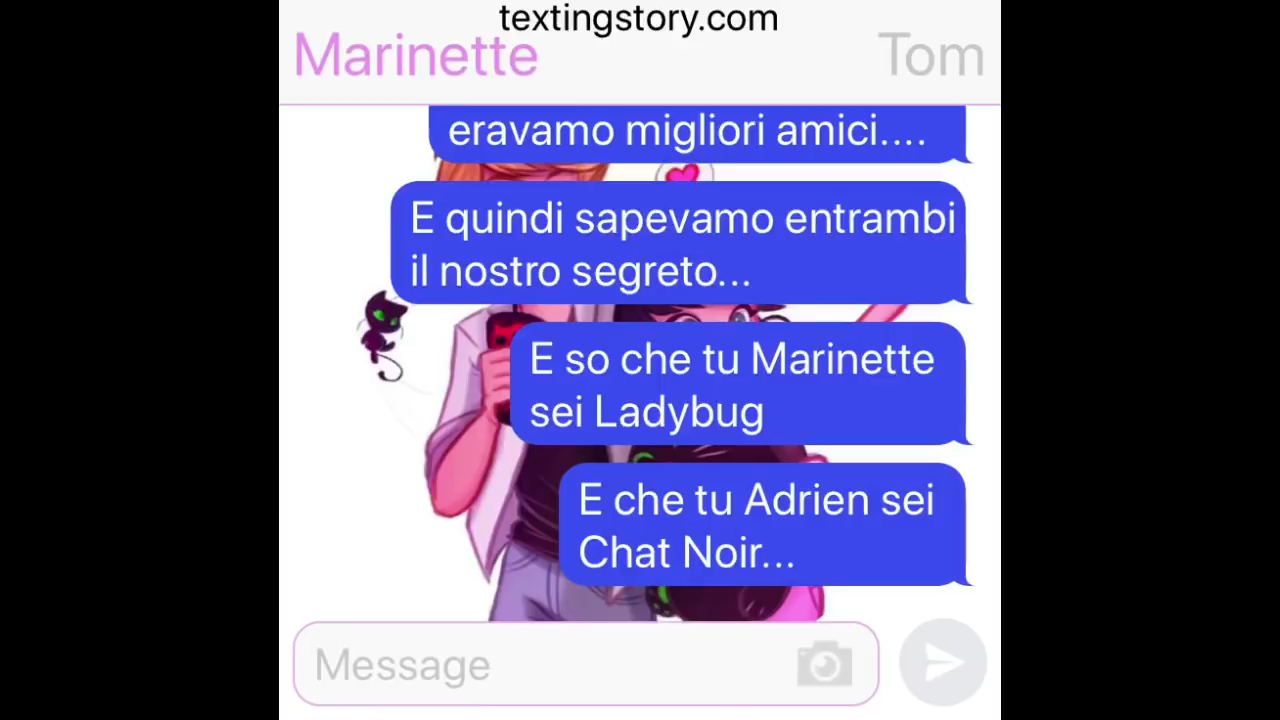 textingstory.com
Marinette
Tom
eravamo migliori amici....
E quindi sapevamo entrambi
il nostro segreto...
E so che tu Marinette
sei Ladybug
E che tu Adrien sei
Chat Noir...
Message